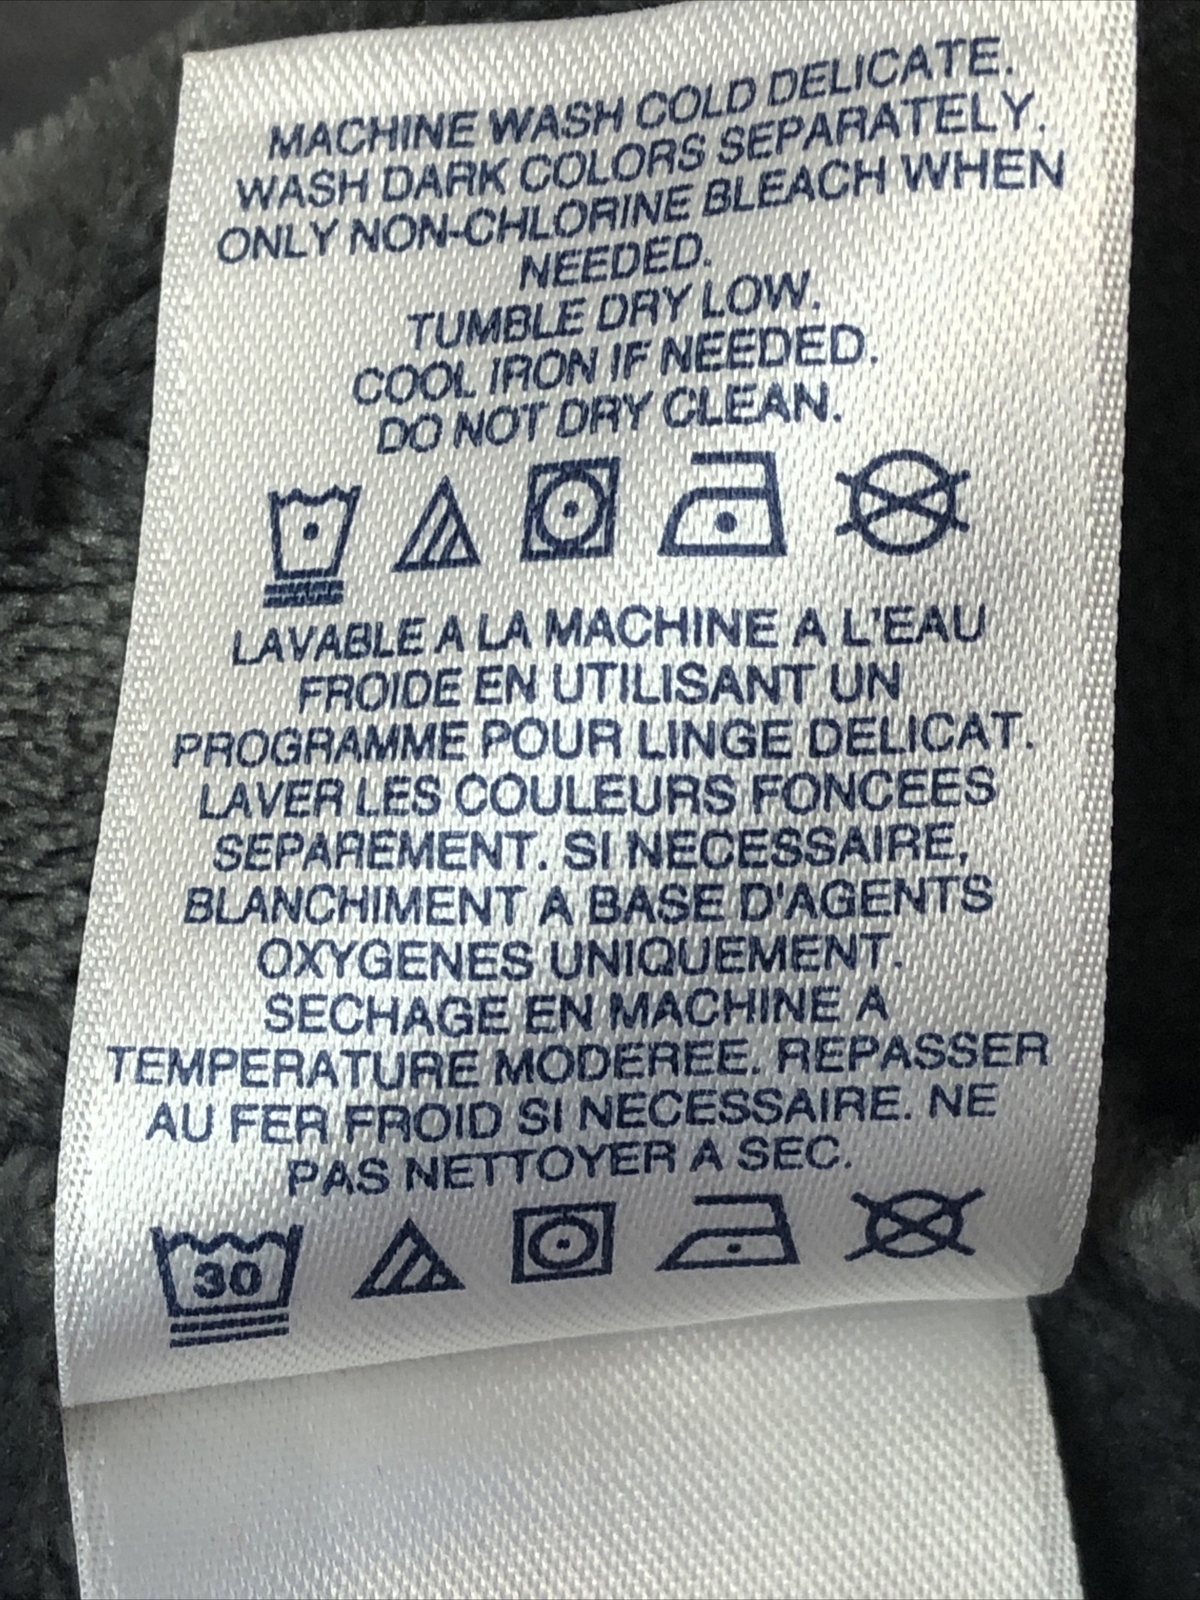 MACHINE WASH COLD DELICATE.
WASH DARK COLORS SEPARATELY.
ONLY NON-CHLORINE BLEACH WHEN
NEEDED.
TUMBLE DRY LOW.
COOL IRON IF NEEDED.
DO NOT DRY CLEAN.
LAVABLE A LA MACHINE A L'EAU
FROIDE EN UTILISANT UN
PROGRAMME POUR LINGE DELICAT.
LAVER LES COULEURS FONCEES
SEPAREMENT. SI NECESSAIRE,
BLANCHIMENT A BASE D'AGENTS
OXYGENES UNIQUEMENT.
SECHAGE EN MACHINE A
TEMPERATURE MODEREE. REPASSER
AU FER FROID SI NECESSAIRE. NE
PAS NETTOYER A SEC.
30